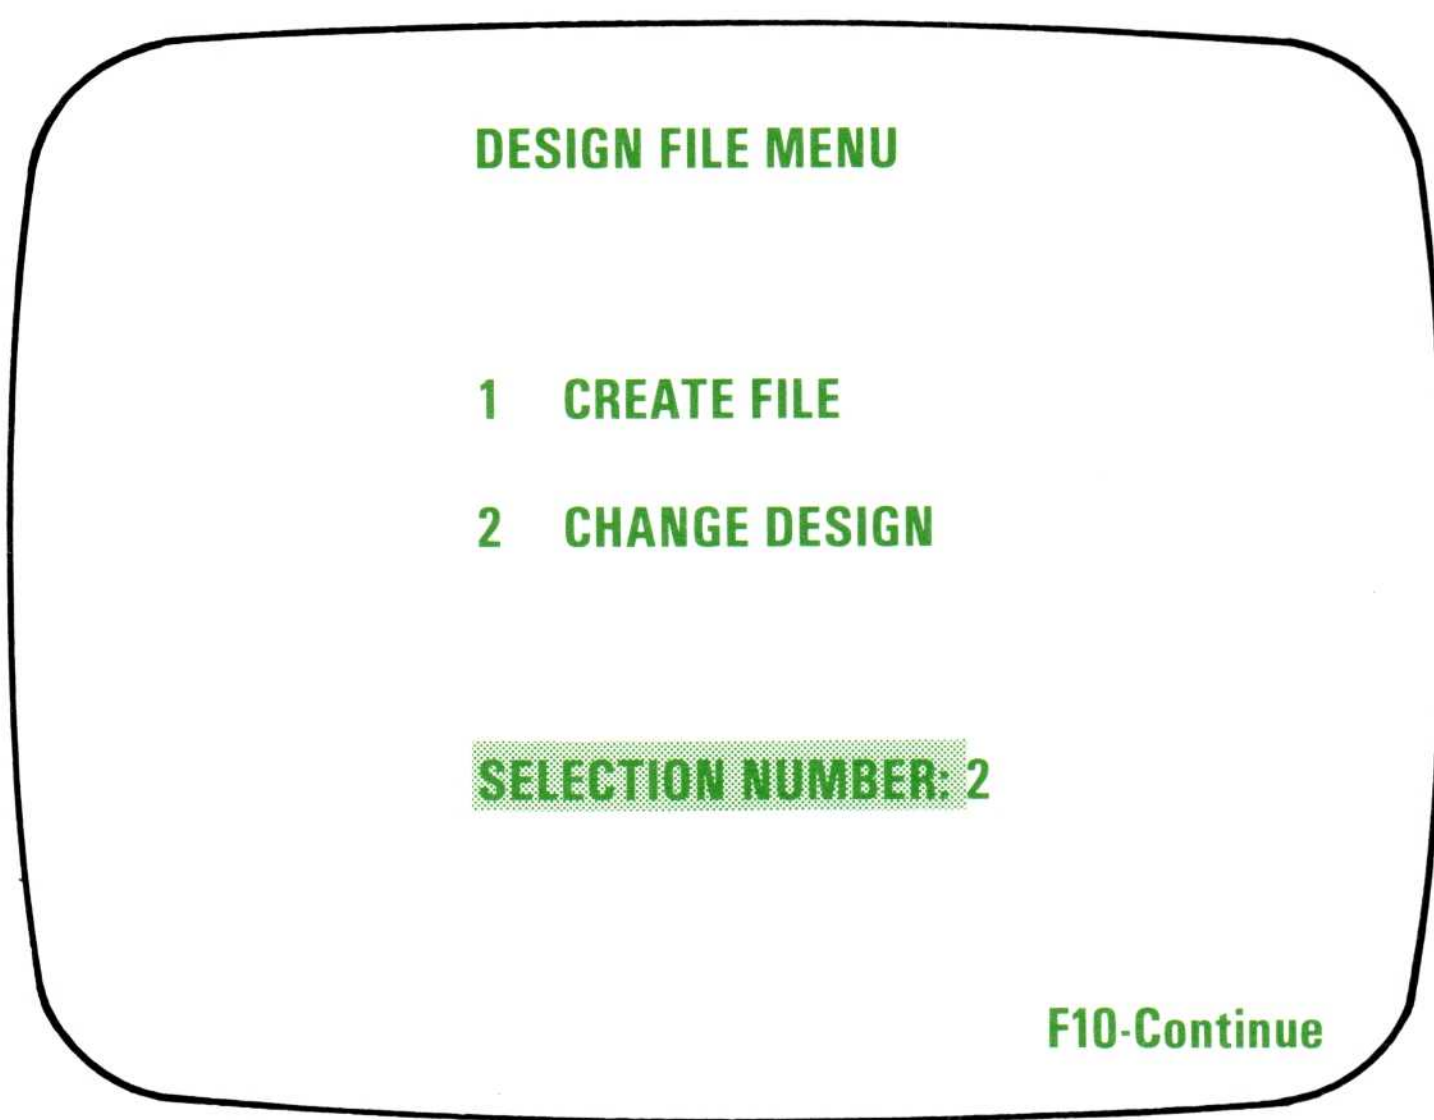 DESIGN FILE MENU
1 CREATE FILE
2 CHANGE DESIGN
SELECTION NUMBER: 2
F10-Continue